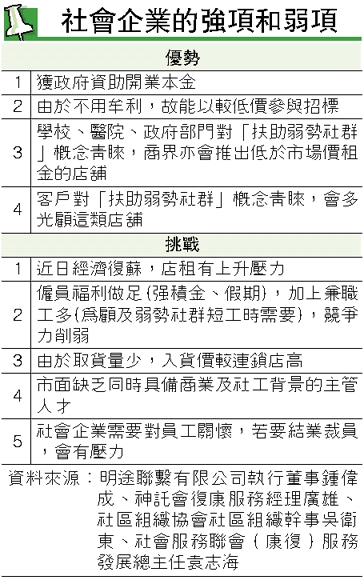 社會企業的強項和弱項
優勢
1 獲政府資助開業本金
2 由於不用牟利，故能以較低價參與招標
學校、醫院、政府部門對「扶助弱勢社群
3 」概念青睞，商界亦會推出低於市場價租
金的店舖
4 客戶對「扶助弱勢社群」概念青睞，會多
光顧這類店舖
挑戰
1 近日經濟復蘇，店租有上升壓力
僱員福利做足(强積金、假期)，加上兼職
2 工多(為顧及弱勢社群短工時需要)，競爭
力削弱
3 由於取貨量少，入貨價較連鎖店高
4 市面缺乏同時具備商業及社工背景的主管
人才
5 社會企業需要對員工關懷，若要結業裁員
，會有壓力
資料來源：明途聯繫有限公司執行董事鍾偉
成、神託會復康服務經理廣雄、
社區組織協會社區組織幹事吳衛
東、社會服務聯會（康復）服務
發展總主任袁志海